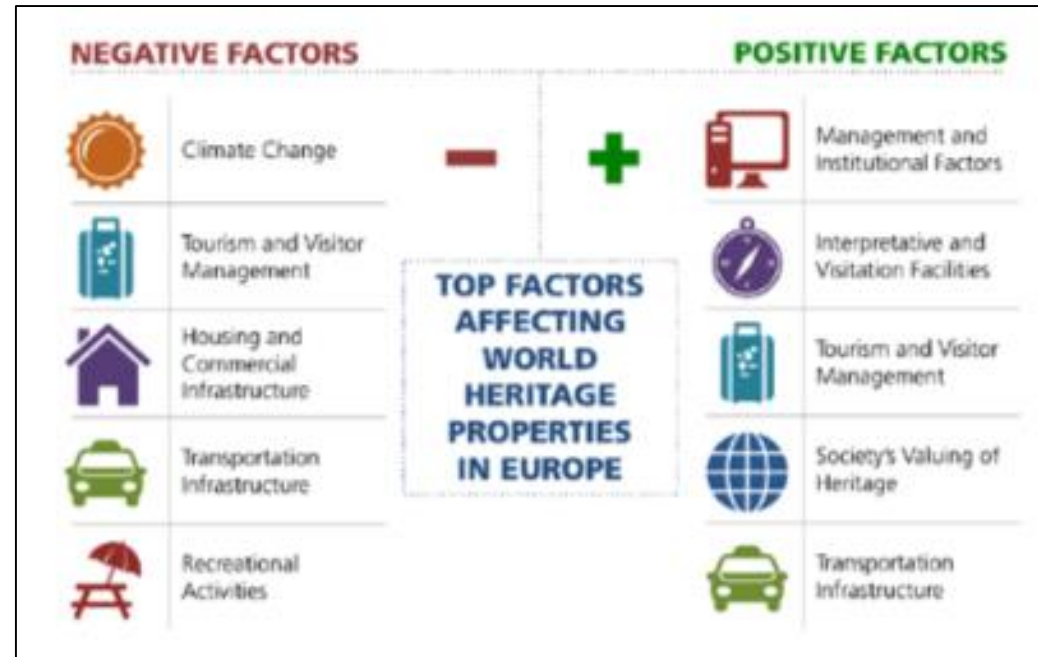 NEGATIVE FACTORS
Climate Change
Tourism and Visitor
Management
Housing and
Commercial
Infrastructure
Transportation
Infrastructure
Recreational
Activities
TOP FACTORS
AFFECTING
WORLD
HERITAGE
PROPERTIES
IN EUROPE
POSITIVE FACTORS
Management and
Institutional Factors
Interpretative and
Visitation Facilities
Tourism and Visitor
Management
Society's Valuing of
Heritage
Transportation
Infrastructure